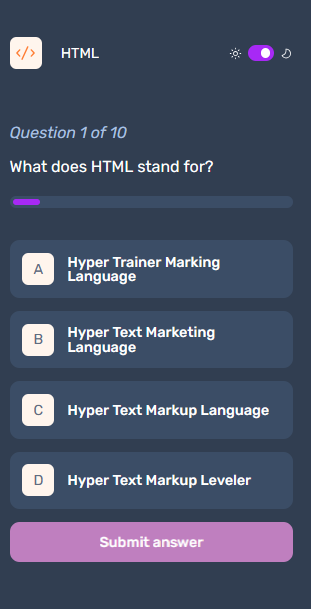 </> HTML
Question 1 of 10
What does HTML stand for?
A Hyper Trainer Marking
Language
B Hyper Text Marketing
Language
C Hyper Text Markup Language
D Hyper Text Markup Leveler
Submit answer